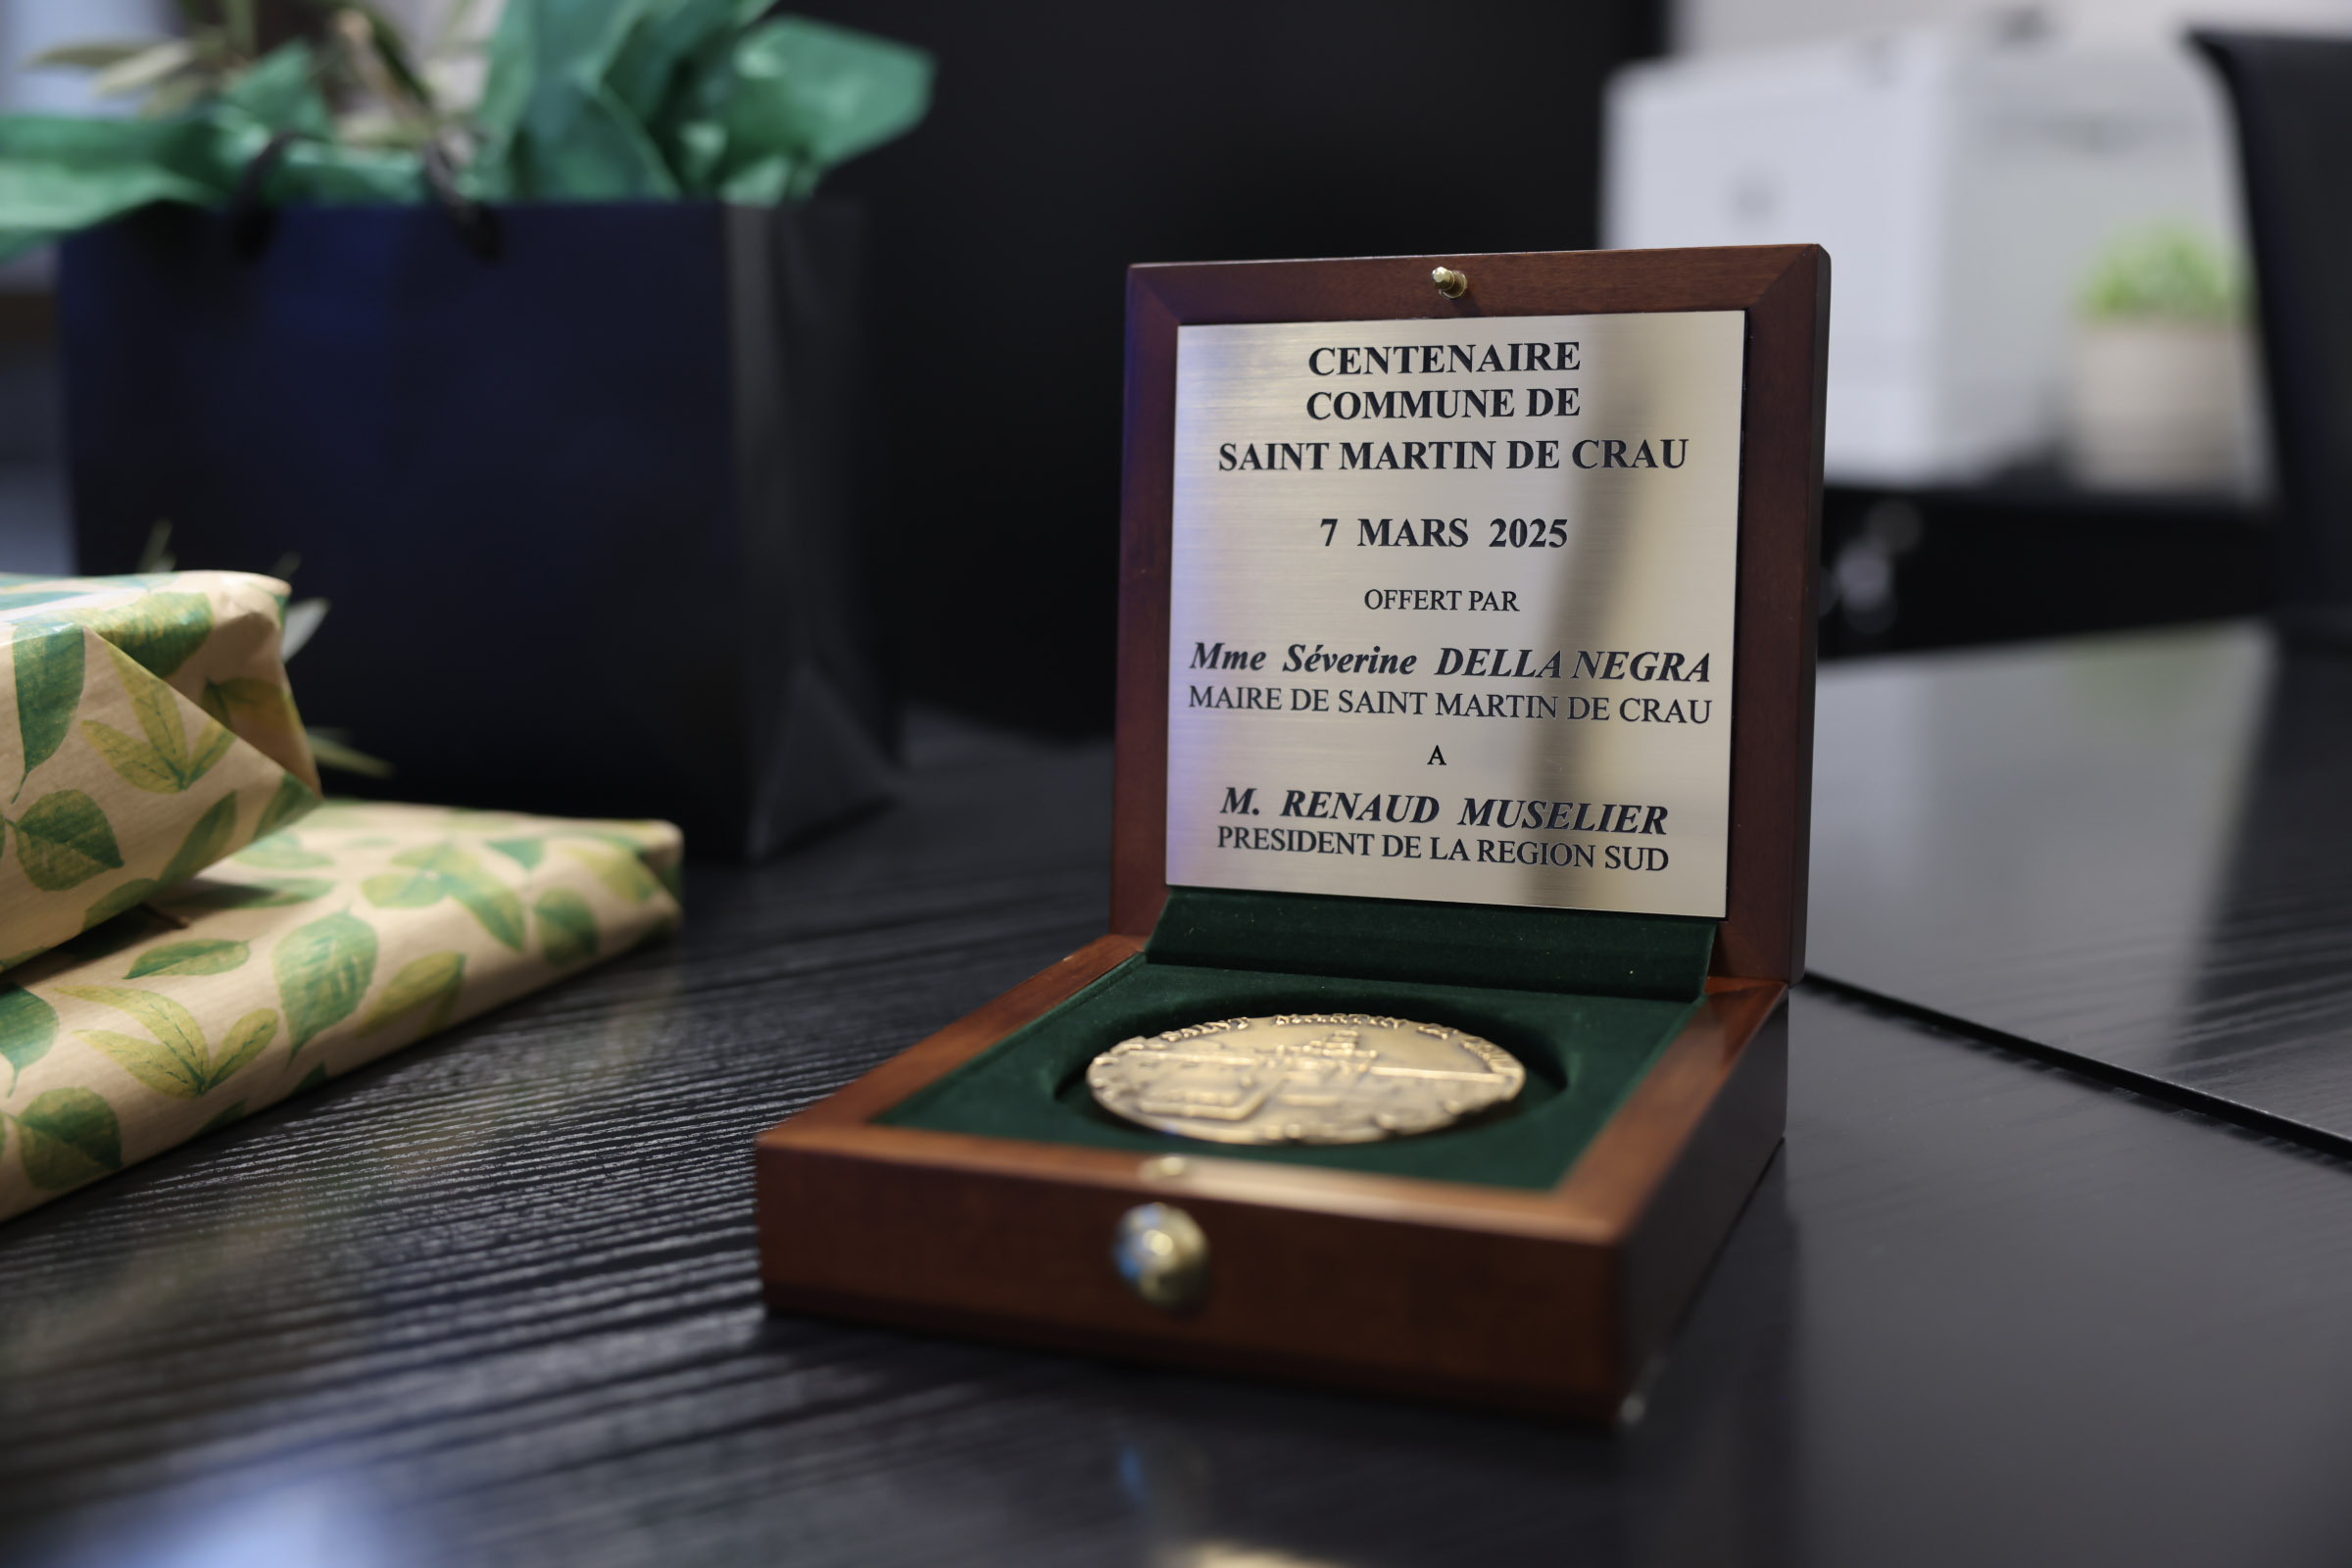 CENTENAIRE
COMMUNE DE
SAINT MARTIN DE CRAU
7 MARS 2025
OFFERT PAR
Mme Séverine DELLA NEGRA
MAIRE DE SAINT MARTIN DE CRAU
A
M. RENAUD MUSELIER
PRESIDENT DE LA REGION SUD